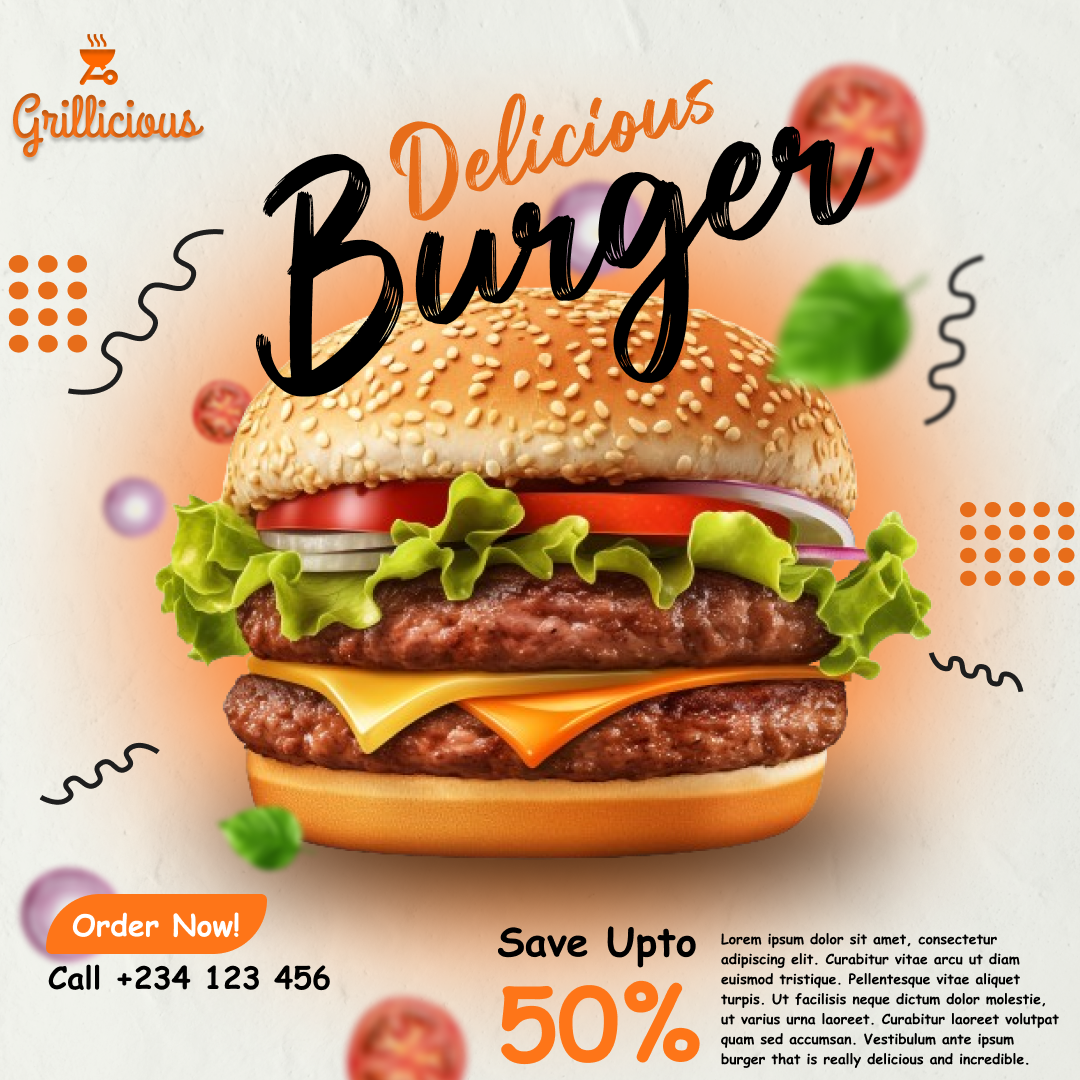 Grillicious
Delicious
Burger
Order Now!
Call +234 123 456
Save Upto
50%
Lorem ipsum dolor sit amet, consectetur
adipiscing elit. Curabitur vitae arcu ut diam
euismod tristique. Pellentesque vitae aliquet
turpis. Ut facilisis neque dictum dolor molestie,
ut varius urna laoreet. Curabitur laoreet volutpat
quam sed accumsan. Vestibulum ante ipsum
burger that is really delicious and incredible.